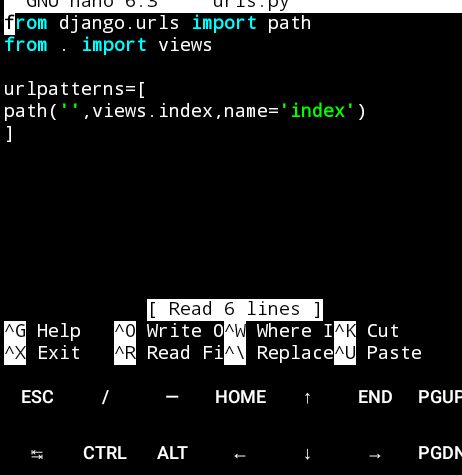 GNU nano 6.3 urls.py
from django.urls import path
from . import views
urlpatterns=[
path('',views.index,name='index')
]
[ Read 6 lines ]
^G Help ^O Write O^W Where I^K Cut
^X Exit ^R Read Fi^\ Replace^U Paste
ESC / — HOME ↑ END PGUP
↹ CTRL ALT ← ↓ → PGDN